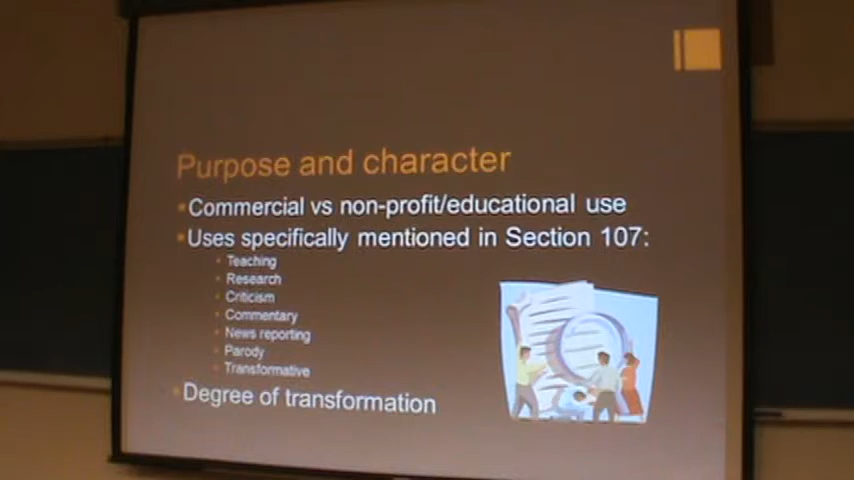 Purpose and character
Commercial vs non-profit/educational use
Uses specifically mentioned in Section 107:
Teaching
Research
Criticism
Commentary
News reporting
Parody
Transformative
Degree of transformation